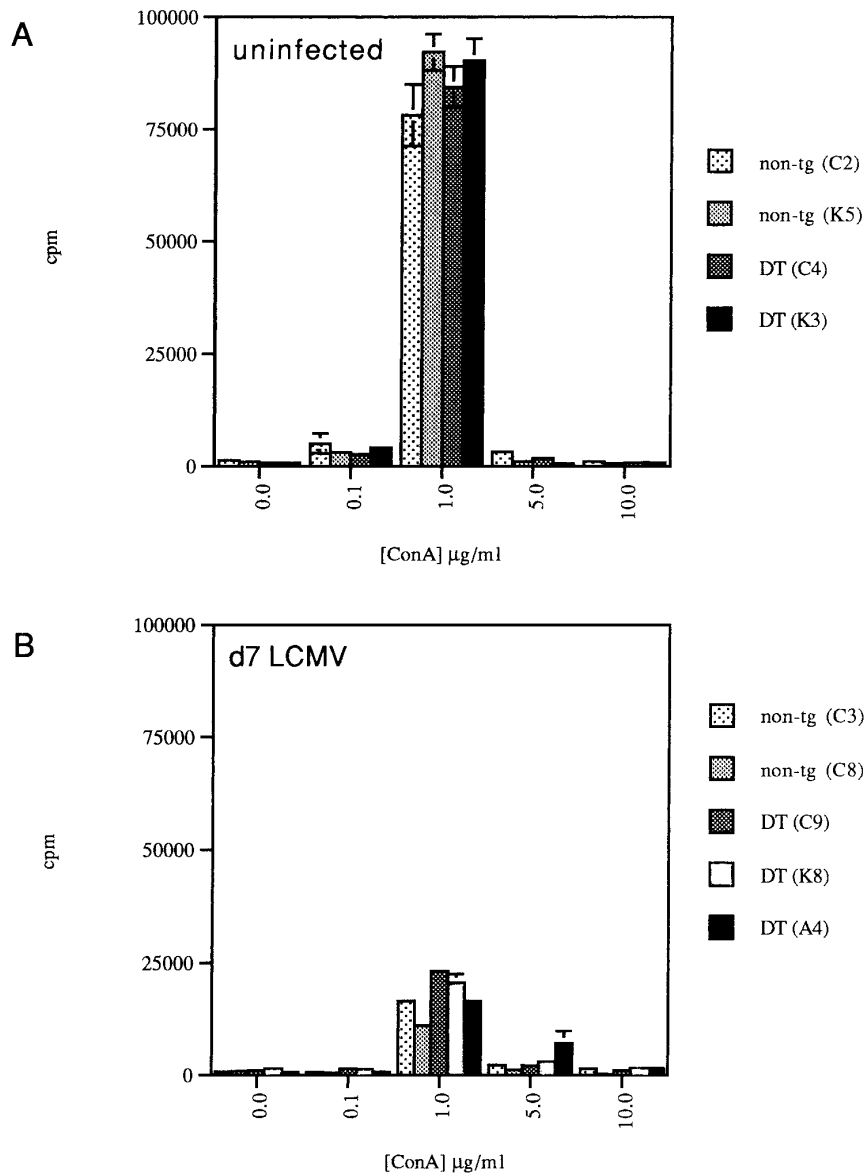 A
uninfected
100000
75000
50000
25000
0
cpm
0.0
0.1
1.0
5.0
10.0
[ConA] μg/ml
non-tg (C2)
non-tg (K5)
DT (C4)
DT (K3)
B
d7 LCMV
100000
75000
50000
25000
0
cpm
0.0
0.1
1.0
5.0
10.0
[ConA] μg/ml
non-tg (C3)
non-tg (C8)
DT (C9)
DT (K8)
DT (A4)